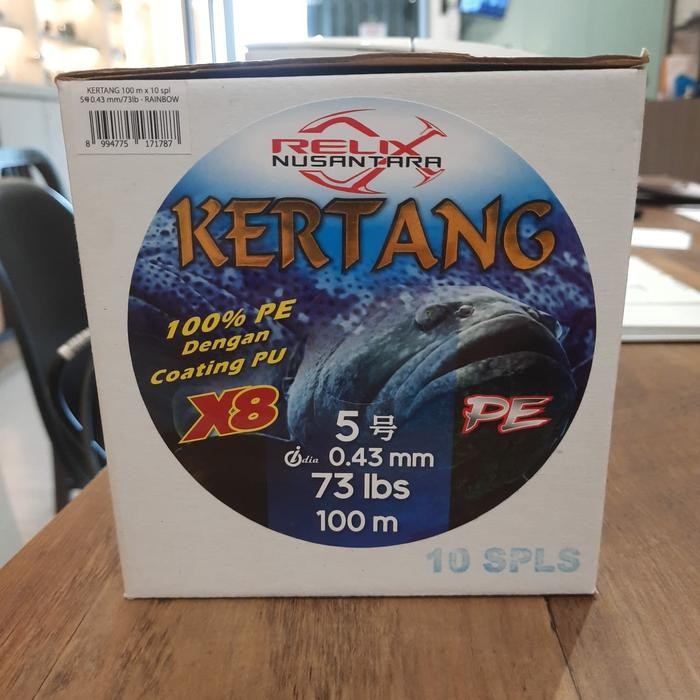 KERTANG 100 m x 10 spl
5号0.43 mm/73lb - RAINBOW
8 994775 171787
RELIX
NUSANTARA
KERTANG
100% PE
Dengan
Coating PU
X8
PE
5号
dia 0.43 mm
73 lbs
100 m
10 SPLS